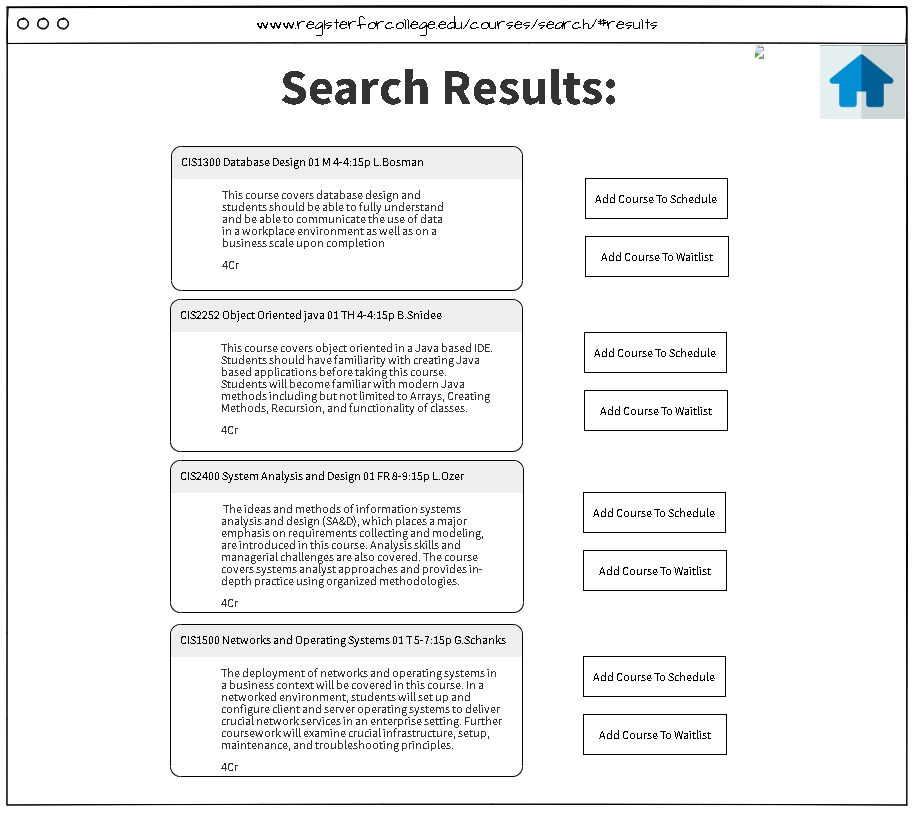 www.registerforcollege.edu/courses/search/#results
Search Results:
CIS1300 Database Design 01 M 4-4:15p L.Bosman
This course covers database design and
students should be able to fully understand
and be able to communicate the use of data
in a workplace environment as well as on a
business scale upon completion
4Cr
Add Course To Schedule
Add Course To Waitlist
CIS2252 Object Oriented java 01 TH 4-4:15p B.Snidee
This course covers object oriented in a Java based IDE.
Students should have familiarity with creating Java
based applications before taking this course.
Students will become familiar with modern Java
methods including but not limited to Arrays, Creating
Methods, Recursion, and functionality of classes.
4Cr
Add Course To Schedule
Add Course To Waitlist
CIS2400 System Analysis and Design 01 FR 8-9:15p L.Ozer
The ideas and methods of information systems
analysis and design (SA&D), which places a major
emphasis on requirements collecting and modeling,
are introduced in this course. Analysis skills and
managerial challenges are also covered. The course
covers systems analyst approaches and provides in-
depth practice using organized methodologies.
4Cr
Add Course To Schedule
Add Course To Waitlist
CIS1500 Networks and Operating Systems 01 T 5-7:15p G.Schanks
The deployment of networks and operating systems in
a business context will be covered in this course. In a
networked environment, students will set up and
configure client and server operating systems to deliver
crucial network services in an enterprise setting. Further
coursework will examine crucial infrastructure, setup,
maintenance, and troubleshooting principles.
4Cr
Add Course To Schedule
Add Course To Waitlist